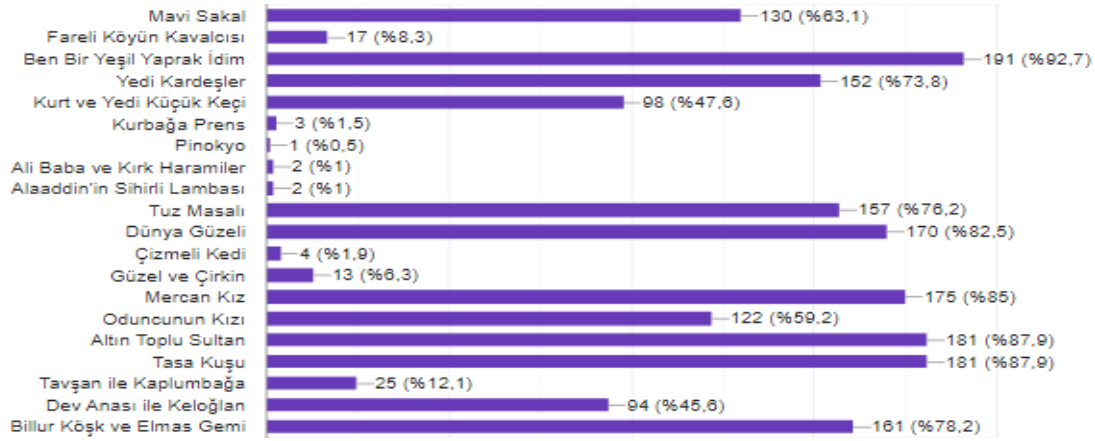 Mavi Sakal 130 (%63,1)
Fareli Köyün Kavalcısı 17 (%8,3)
Ben Bir Yeşil Yaprak İdim 191 (%92,7)
Yedi Kardeşler 152 (%73,8)
Kurt ve Yedi Küçük Keçi 98 (%47,6)
Kurbağa Prens 3 (%1,5)
Pinokyo 1 (%0,5)
Ali Baba ve Kırk Haramiler 2 (%1)
Alaaddin'in Sihirli Lambası 2 (%1)
Tuz Masalı 157 (%76,2)
Dünya Güzeli 170 (%82,5)
Çizmeli Kedi 4 (%1,9)
Güzel ve Çirkin 13 (%6,3)
Mercan Kız 175 (%85)
Oduncunun Kızı 122 (%59,2)
Altın Toplu Sultan 181 (%87,9)
Tasa Kuşu 181 (%87,9)
Tavşan ile Kaplumbağa 25 (%12,1)
Dev Anası ile Keloğlan 94 (%45,6)
Billur Köşk ve Elmas Gemi 161 (%78,2)